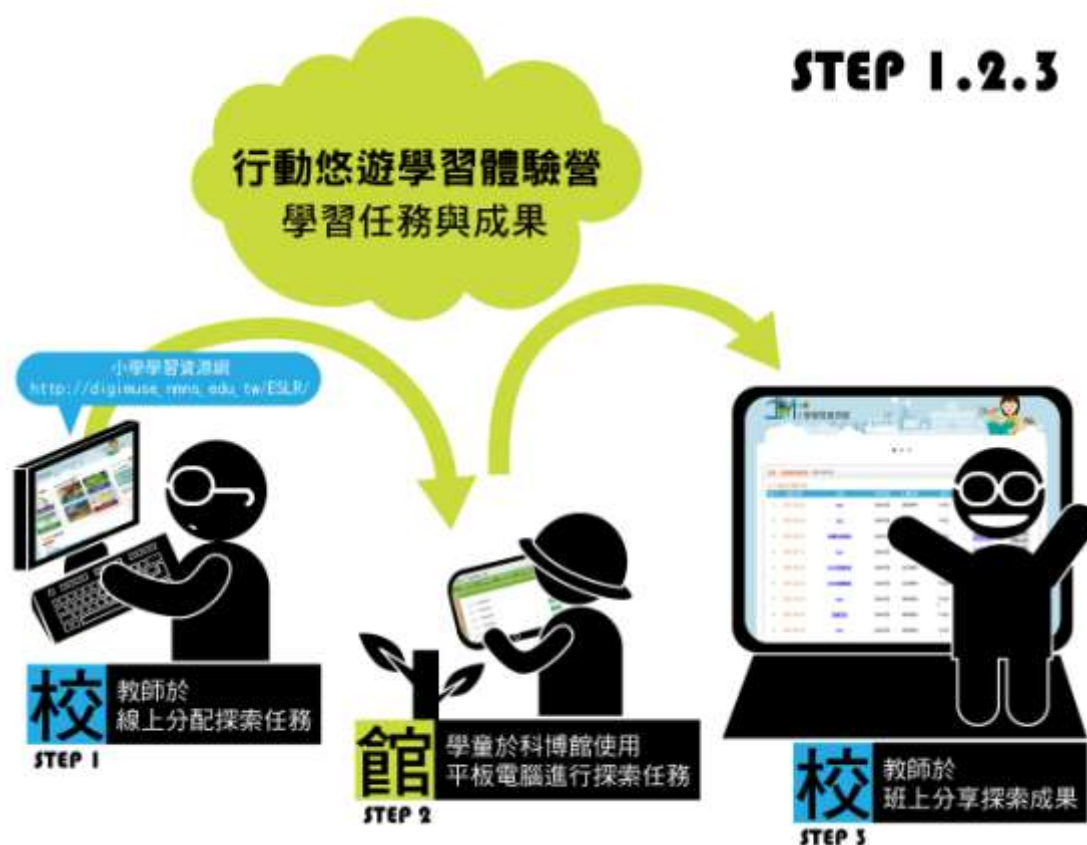 STEP 1.2.3
行動悠遊學習體驗營
學習任務與成果
小學學習資源網
http://digimuse.nmns.edu.tw/ESLR/
校
教師於
線上分配探索任務
STEP 1
館
學童於科博館使用
平板電腦進行探索任務
STEP 2
校
教師於
班上分享探索成果
STEP 3